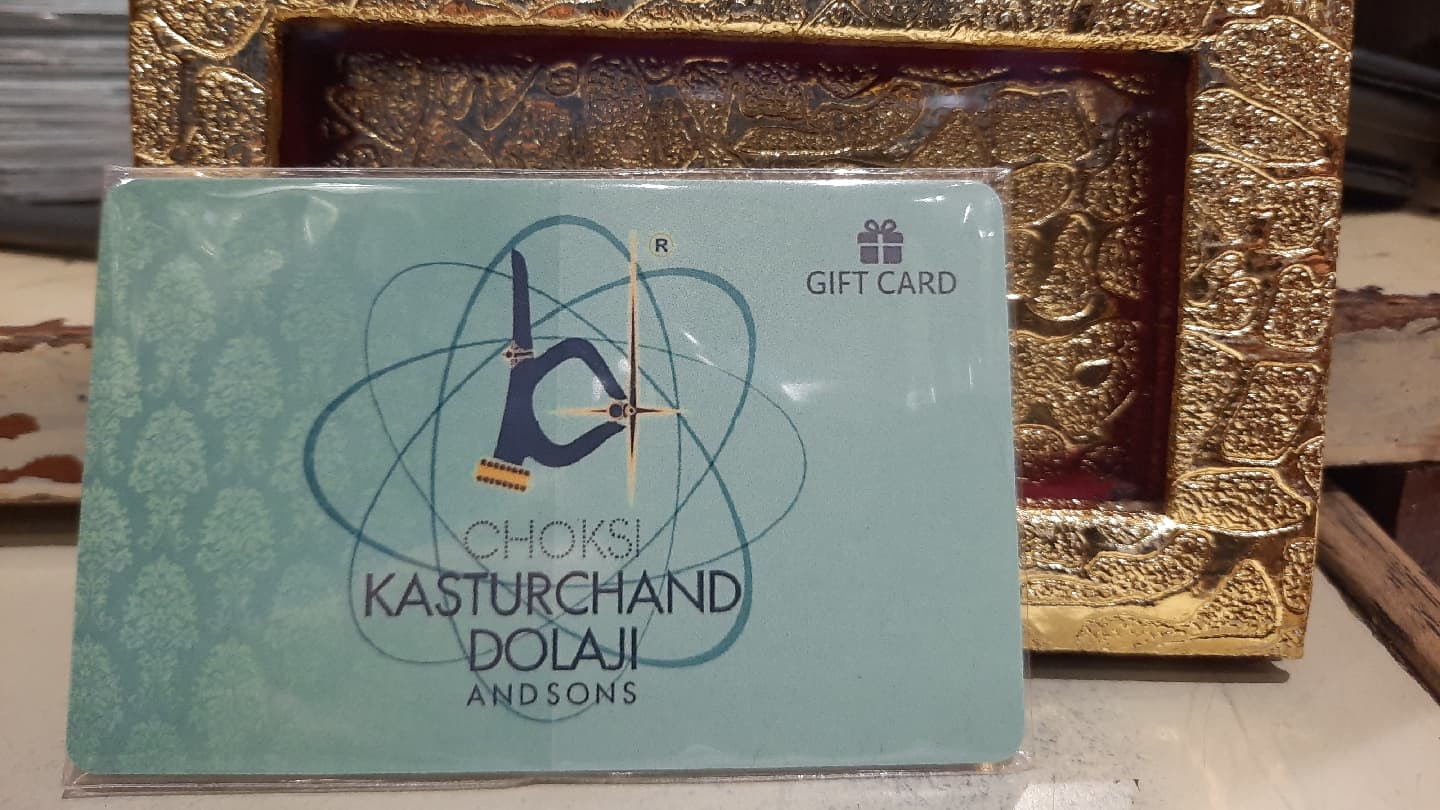 ®
GIFT CARD
CHOKSI
KASTURCHAND
DOLAJI
AND SONS